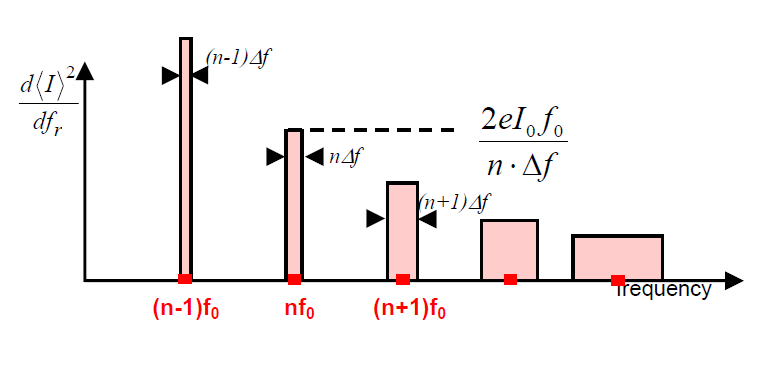 (n-1)Δf
d⟨I⟩²
df_r
2eI₀f₀
n·Δf
nΔf
(n+1)Δf
frequency
(n-1)f₀
nf₀
(n+1)f₀